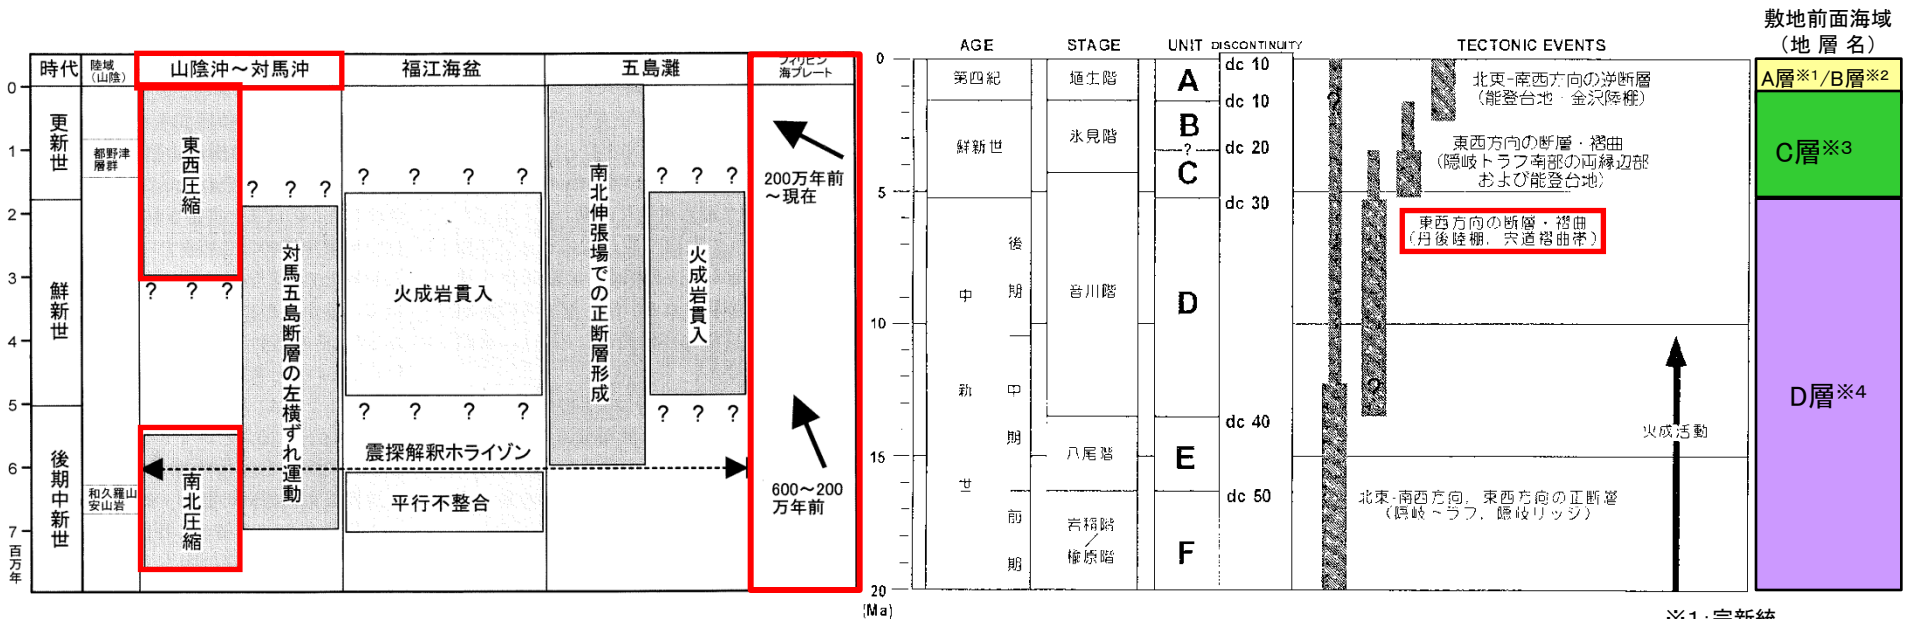 時代
陸域
(山陰)
山陰沖～対馬沖
福江海盆
五島灘
フィリピン
海プレート
0
1
2
3
4
5
6
7
百万年
更新世
鮮新世
後期中新世
都野津
層群
和久羅山
安山岩
東西圧縮
? ? ?
南北圧縮
? ? ?
対馬五島断層の左横ずれ運動
? ? ? ?
火成岩貫入
? ? ? ?
震探解釈ホライゾン
平行不整合
南北伸張場での正断層形成
? ? ?
火成岩貫入
? ? ?
200万年前
～現在
600～200
万年前
AGE
STAGE
UNIT
DISCONTINUITY
TECTONIC EVENTS
0
5
10
15
20
(Ma)
第四紀
鮮新世
中新世
後期
中期
前期
埴生階
氷見階
音川階
八尾階
岩稲階
楡原階
A
B
?
C
D
E
F
dc 10
dc 10
dc 20
dc 30
dc 40
dc 50
?
?
北東-南西方向の逆断層
(能登台地・金沢陸棚)
東西方向の断層・褶曲
(隠岐トラフ南部の両縁辺部
および能登台地)
東西方向の断層・褶曲
(丹後陸棚, 宍道褶曲帯)
火成活動
北東-南西方向, 東西方向の正断層
(隠岐トラフ, 隠岐リッジ)
敷地前面海域
(地層名)
A層※1/B層※2
C層※3
D層※4
※1:完新統